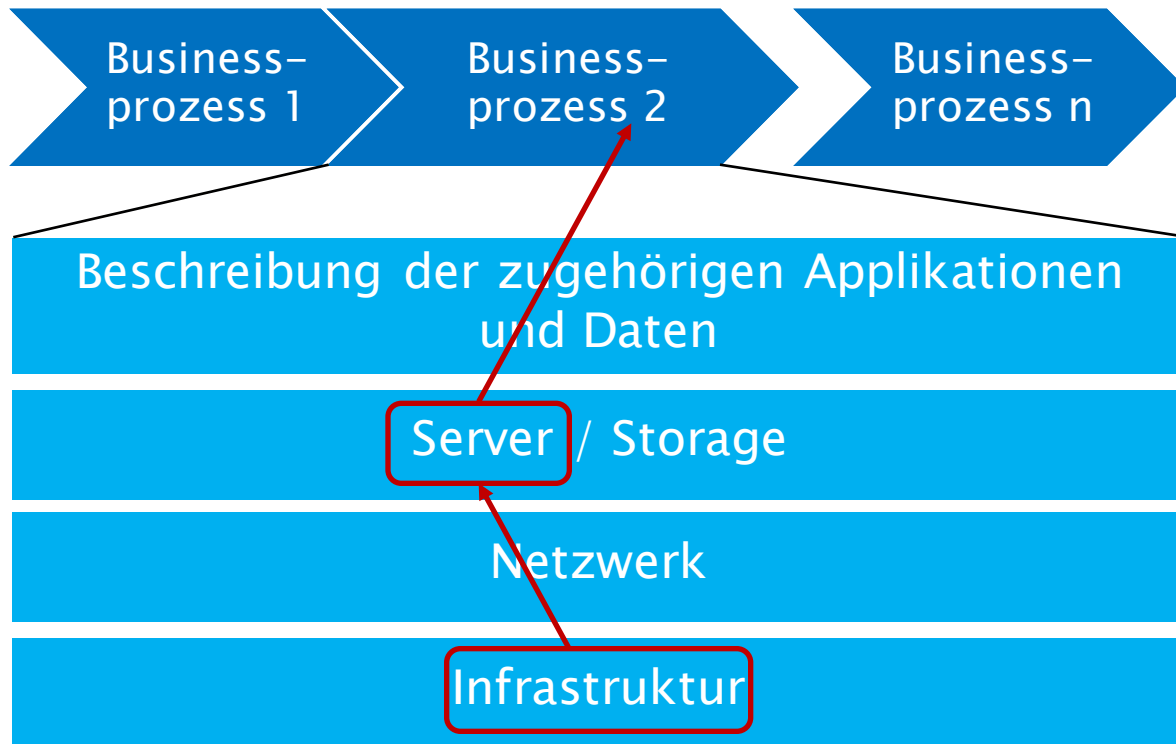 Business-
prozess 1
Business-
prozess 2
Business-
prozess n
Beschreibung der zugehörigen Applikationen
und Daten
Server / Storage
Netzwerk
Infrastruktur